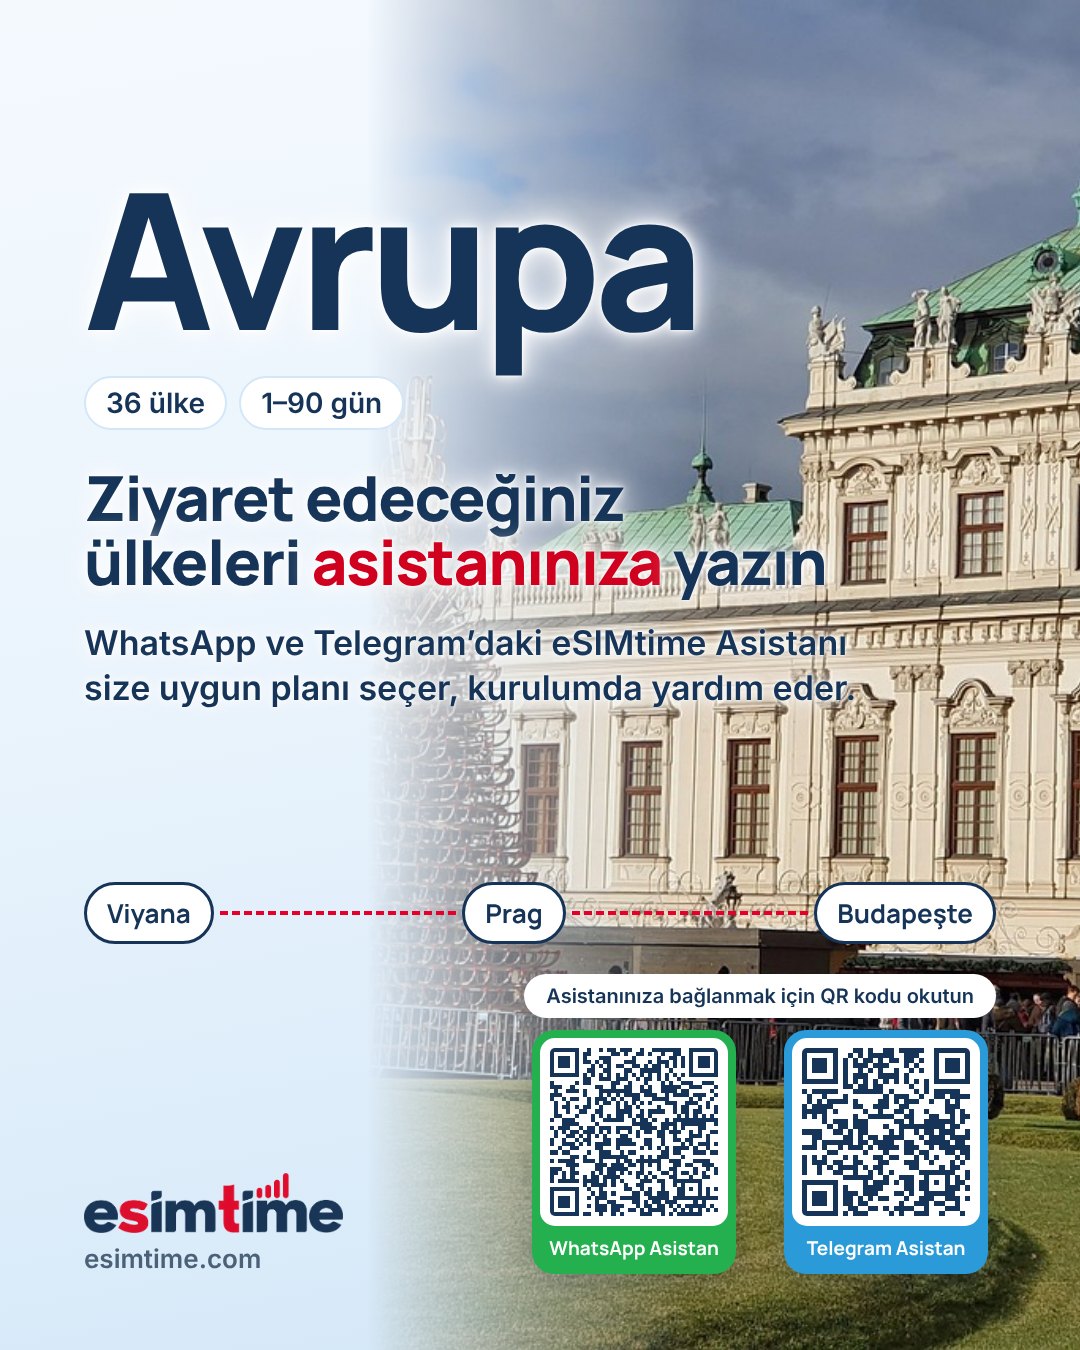 Avrupa
36 ülke
1–90 gün
Ziyaret edeceğiniz
ülkeleri asistanınıza yazın
WhatsApp ve Telegram’daki eSIMtime Asistanı
size uygun planı seçer, kurulumda yardım eder.
Viyana
Prag
Budapeşte
Asistanınıza bağlanmak için QR kodu okutun
WhatsApp Asistan
Telegram Asistan
esimtime
esimtime.com